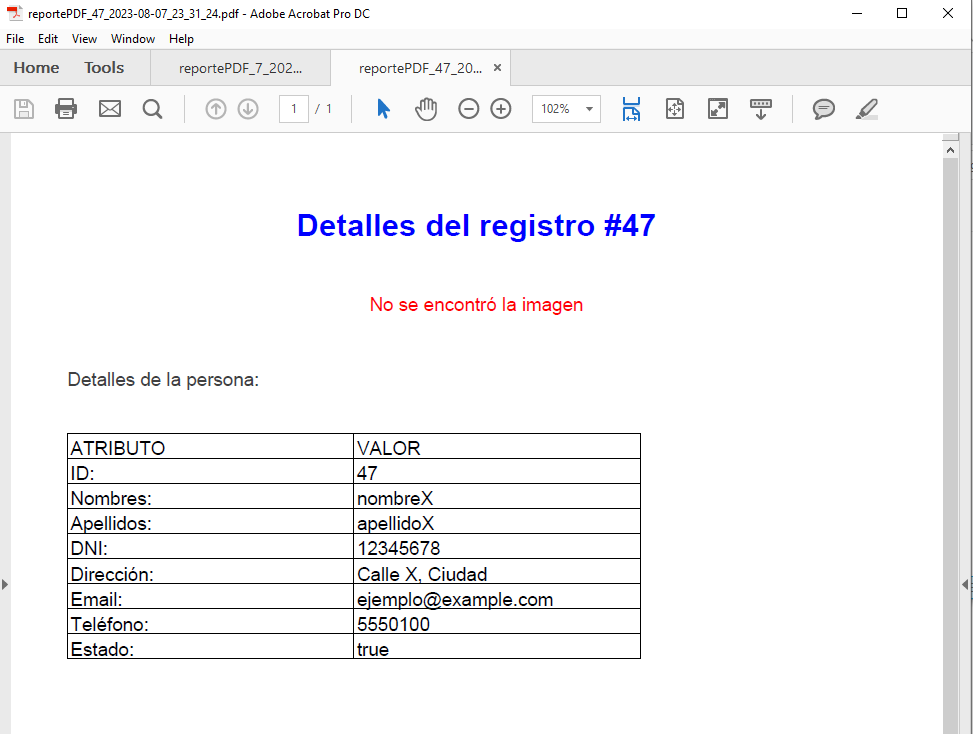 reportePDF_47_2023-08-07_23_31_24.pdf - Adobe Acrobat Pro DC
File Edit View Window Help
Home Tools reportePDF_7_202... reportePDF_47_20... ×
1 / 1 102%
Detalles del registro #47
No se encontró la imagen
Detalles de la persona:
ATRIBUTO VALOR
ID: 47
Nombres: nombreX
Apellidos: apellidoX
DNI: 12345678
Dirección: Calle X, Ciudad
Email: ejemplo@example.com
Teléfono: 5550100
Estado: true